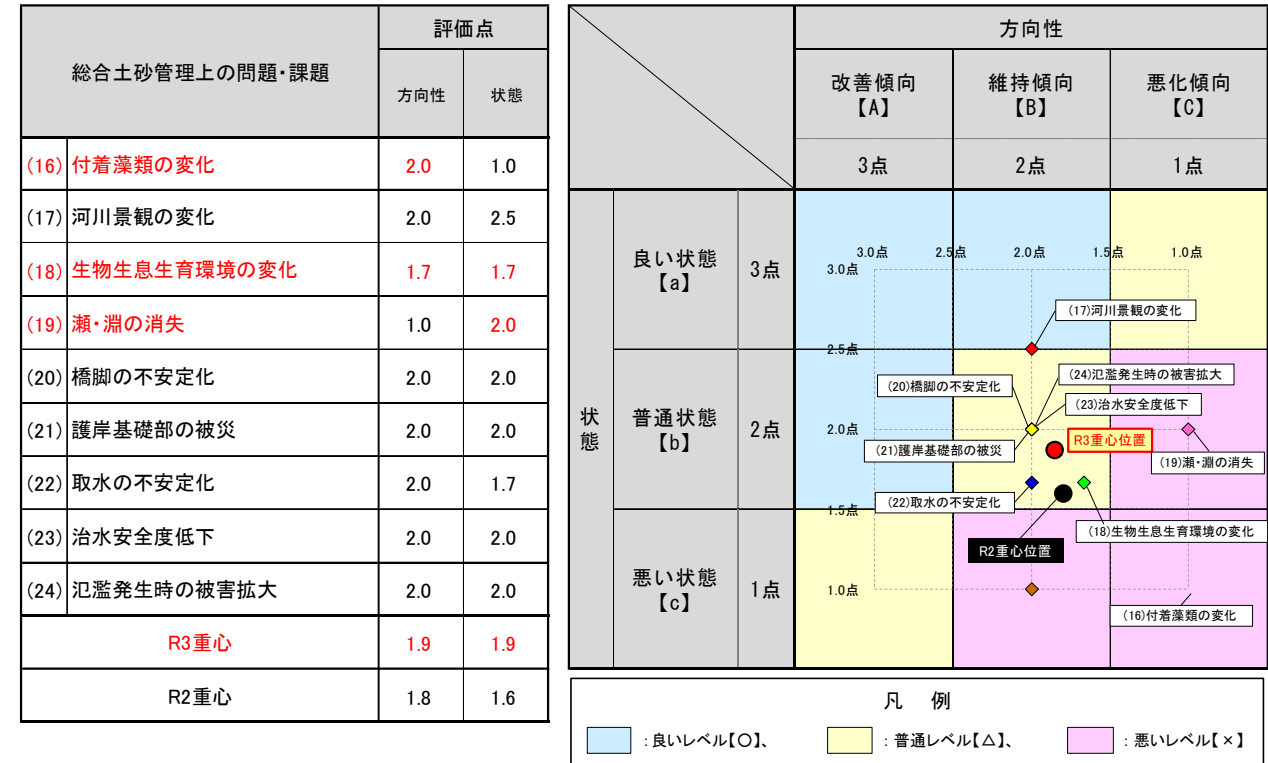 総合土砂管理上の問題・課題
評価点
方向性 状態
(16) 付着藻類の変化 2.0 1.0
(17) 河川景観の変化 2.0 2.5
(18) 生物生息生育環境の変化 1.7 1.7
(19) 瀬・淵の消失 1.0 2.0
(20) 橋脚の不安定化 2.0 2.0
(21) 護岸基礎部の被災 2.0 2.0
(22) 取水の不安定化 2.0 1.7
(23) 治水安全度低下 2.0 2.0
(24) 氾濫発生時の被害拡大 2.0 2.0
R3重心 1.9 1.9
R2重心 1.8 1.6
方向性
改善傾向 維持傾向 悪化傾向
【A】 【B】 【C】
3点 2点 1点
状態
良い状態
【a】
3点
普通状態
【b】
2点
悪い状態
【c】
1点
3.0点 2.5点 2.0点 1.5点 1.0点
3.0点
(17)河川景観の変化
2.5点
(24)氾濫発生時の被害拡大
(20)橋脚の不安定化
(23)治水安全度低下
2.0点
R3重心位置
(21)護岸基礎部の被災
(19)瀬・淵の消失
(22)取水の不安定化
1.5点
(18)生物生息生育環境の変化
R2重心位置
1.0点
(16)付着藻類の変化
凡 例
:良いレベル【〇】、 :普通レベル【△】、 :悪いレベル【×】